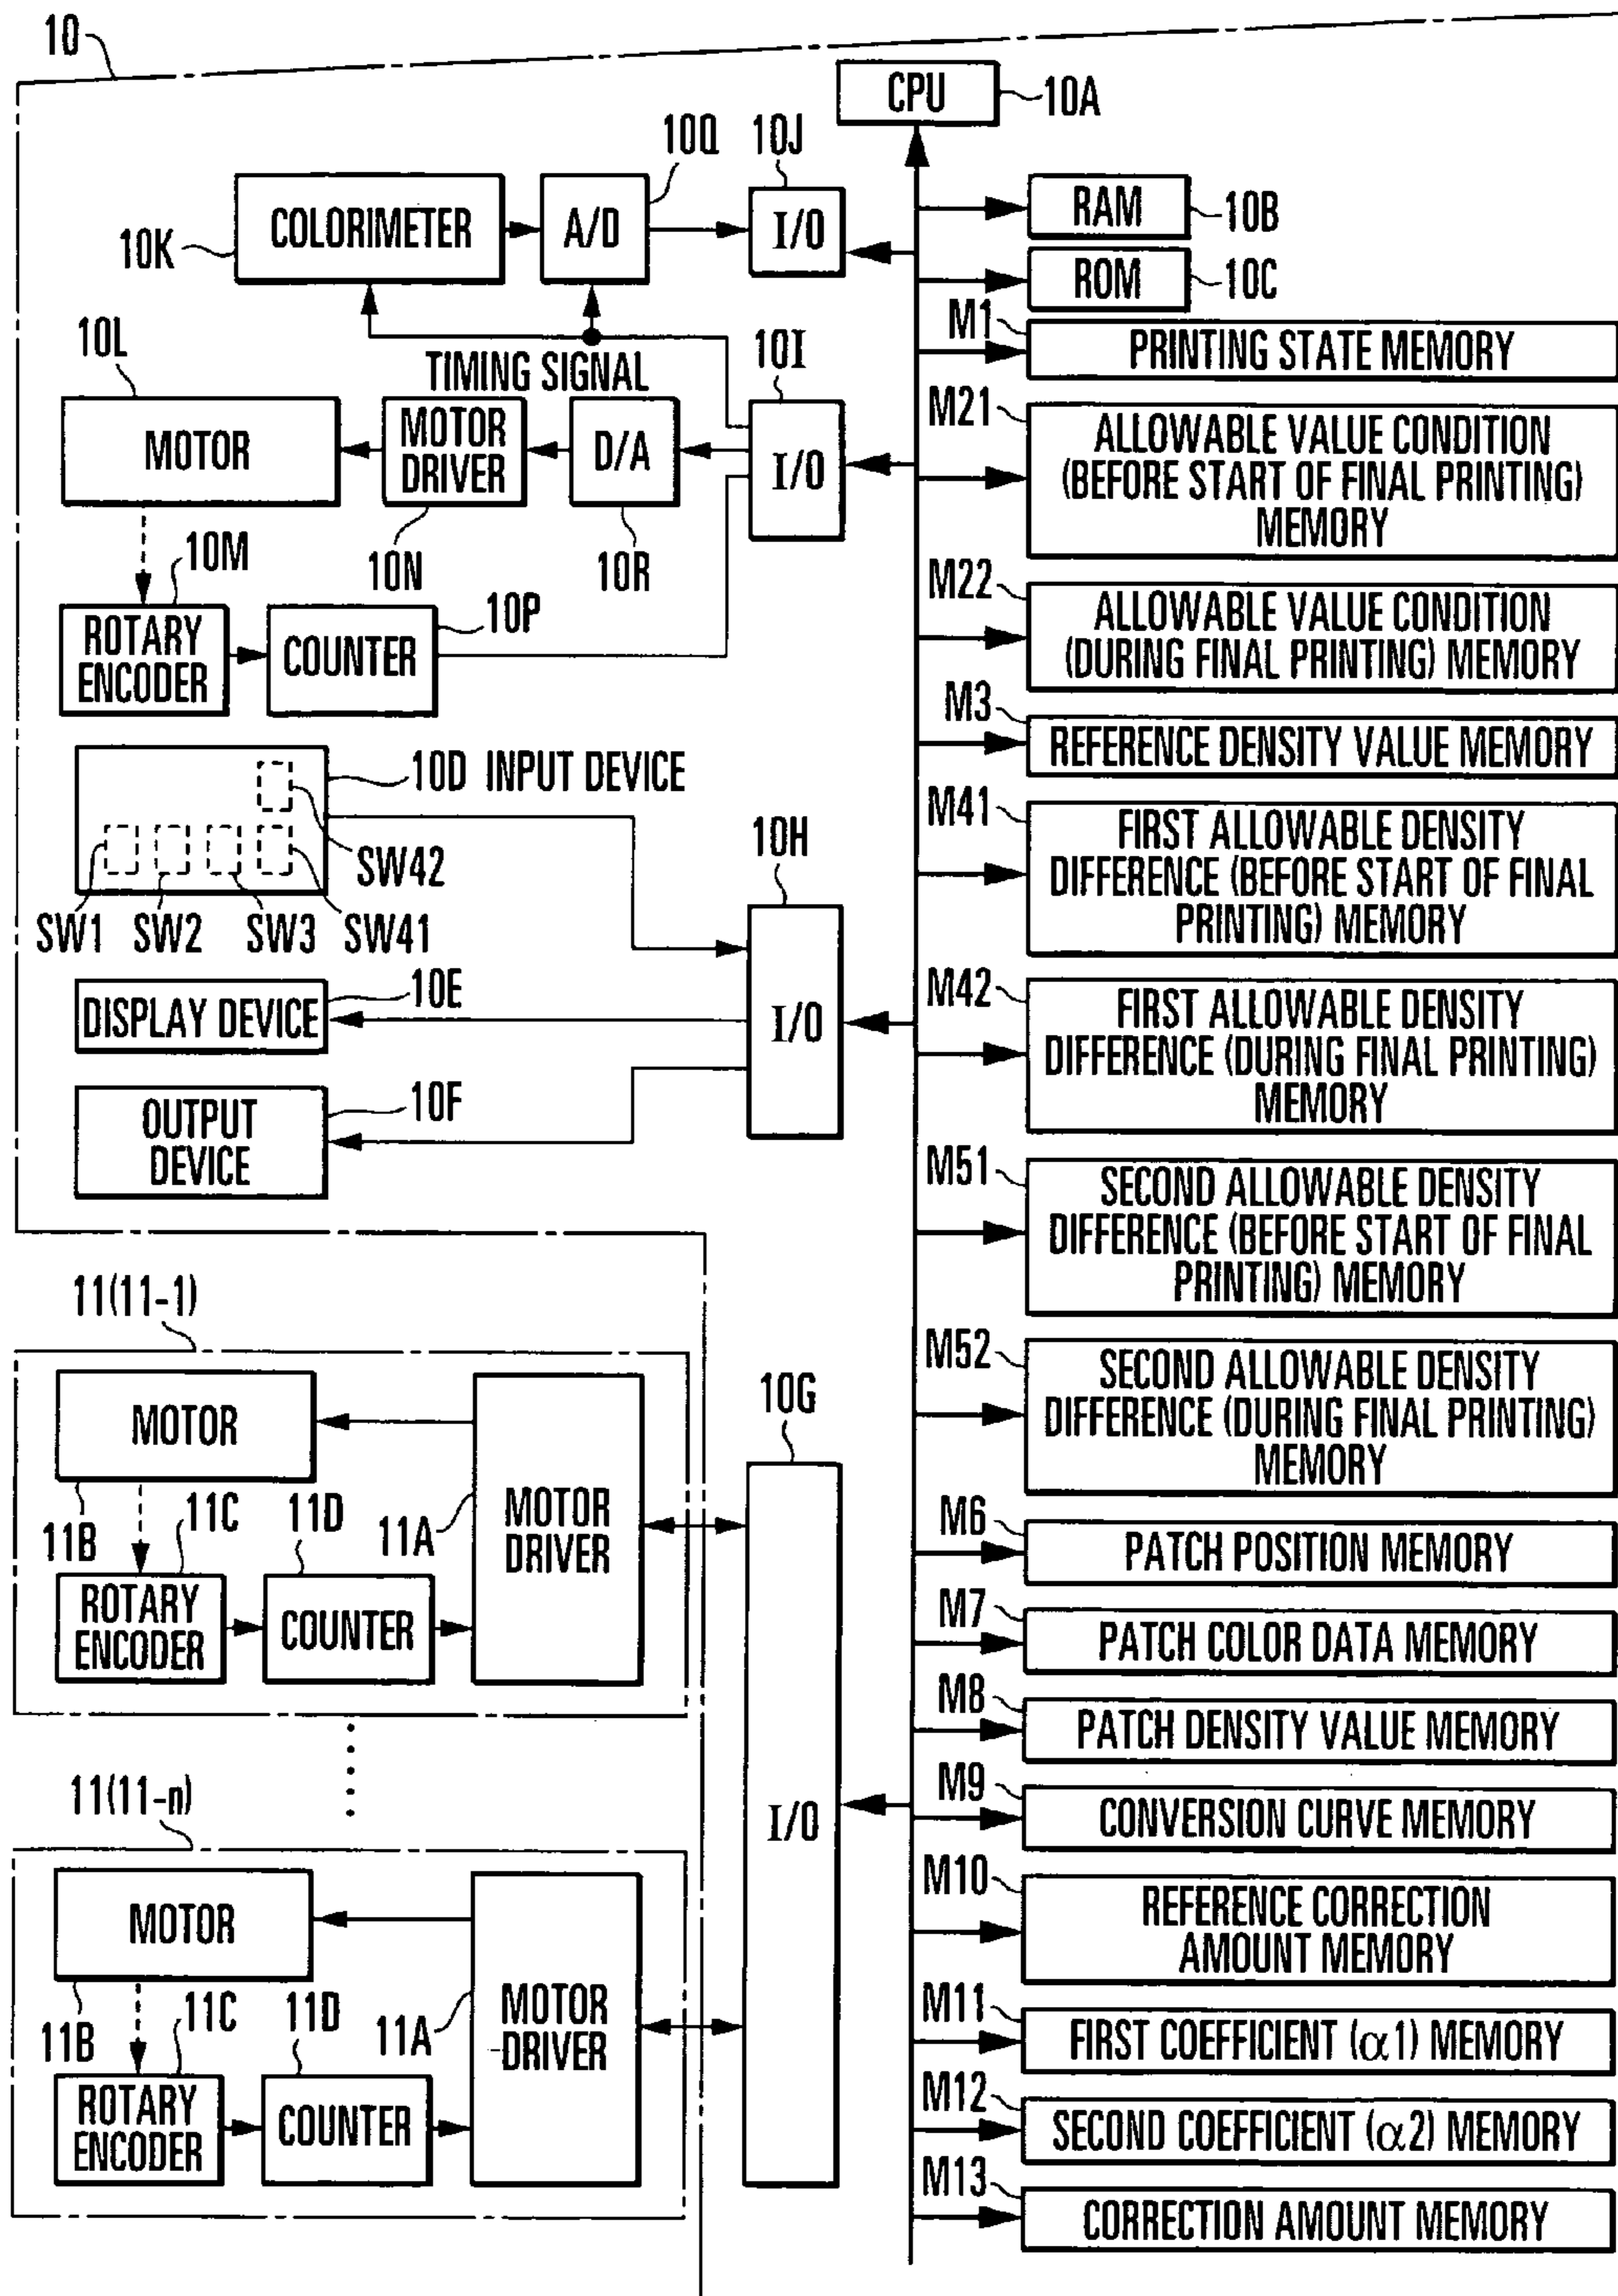 10
CPU
10A
10Q
10J
COLORIMETER
A/D
I/O
10K
RAM
10B
ROM
10C
M1
PRINTING STATE MEMORY
10L
TIMING SIGNAL
10I
MOTOR
MOTOR
DRIVER
D/A
I/O
M21
ALLOWABLE VALUE CONDITION
(BEFORE START OF FINAL PRINTING)
MEMORY
10M
10N
10R
10P
ROTARY
ENCODER
COUNTER
M22
ALLOWABLE VALUE CONDITION
(DURING FINAL PRINTING) MEMORY
M3
REFERENCE DENSITY VALUE MEMORY
10D INPUT DEVICE
SW42
SW1 SW2 SW3 SW41
10H
I/O
M41
FIRST ALLOWABLE DENSITY
DIFFERENCE (BEFORE START OF FINAL
PRINTING) MEMORY
10E
DISPLAY DEVICE
M42
FIRST ALLOWABLE DENSITY
DIFFERENCE (DURING FINAL PRINTING)
MEMORY
10F
OUTPUT
DEVICE
M51
SECOND ALLOWABLE DENSITY
DIFFERENCE (BEFORE START OF FINAL
PRINTING) MEMORY
11(11-1)
MOTOR
11B
11C
11D
11A
MOTOR
DRIVER
ROTARY
ENCODER
COUNTER
10G
I/O
M52
SECOND ALLOWABLE DENSITY
DIFFERENCE (DURING FINAL PRINTING)
MEMORY
M6
PATCH POSITION MEMORY
M7
PATCH COLOR DATA MEMORY
M8
PATCH DENSITY VALUE MEMORY
M9
CONVERSION CURVE MEMORY
11(11-n)
MOTOR
11B
11C
11D
11A
MOTOR
DRIVER
ROTARY
ENCODER
COUNTER
M10
REFERENCE CORRECTION
AMOUNT MEMORY
M11
FIRST COEFFICIENT (α1) MEMORY
M12
SECOND COEFFICIENT (α2) MEMORY
M13
CORRECTION AMOUNT MEMORY